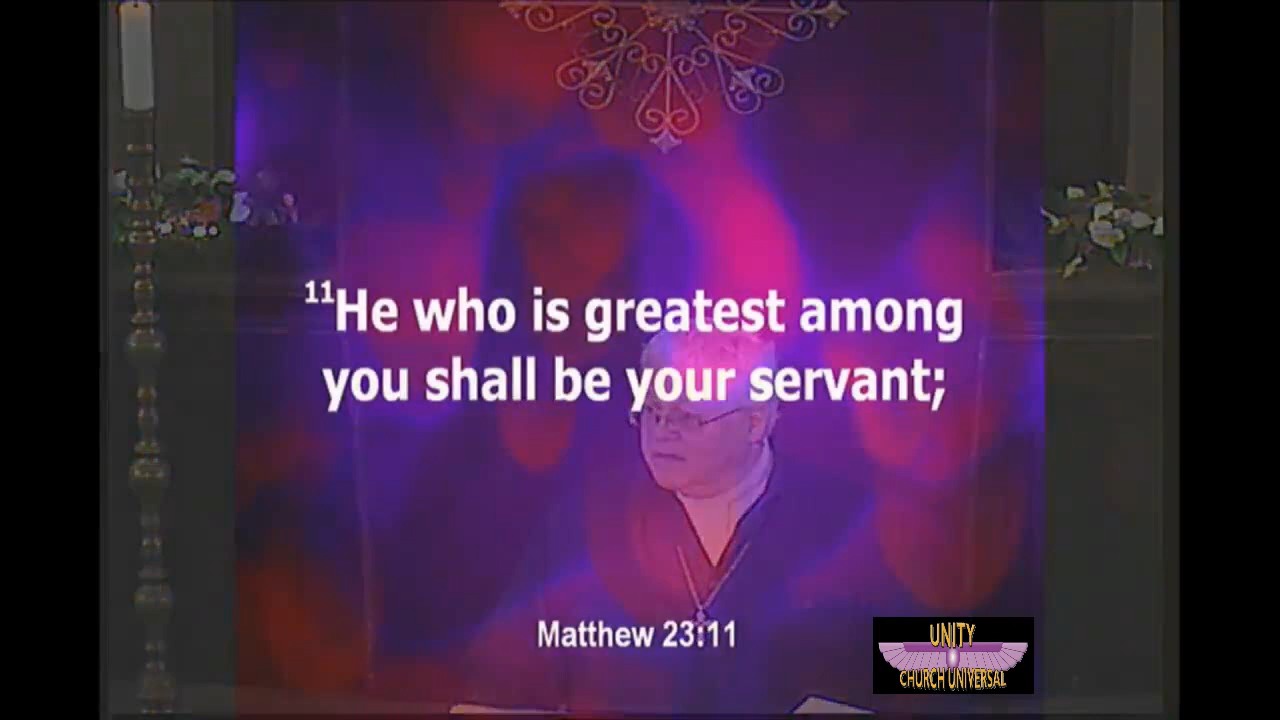 ¹¹He who is greatest among
you shall be your servant;
Matthew 23:11
UNITY
CHURCH UNIVERSAL